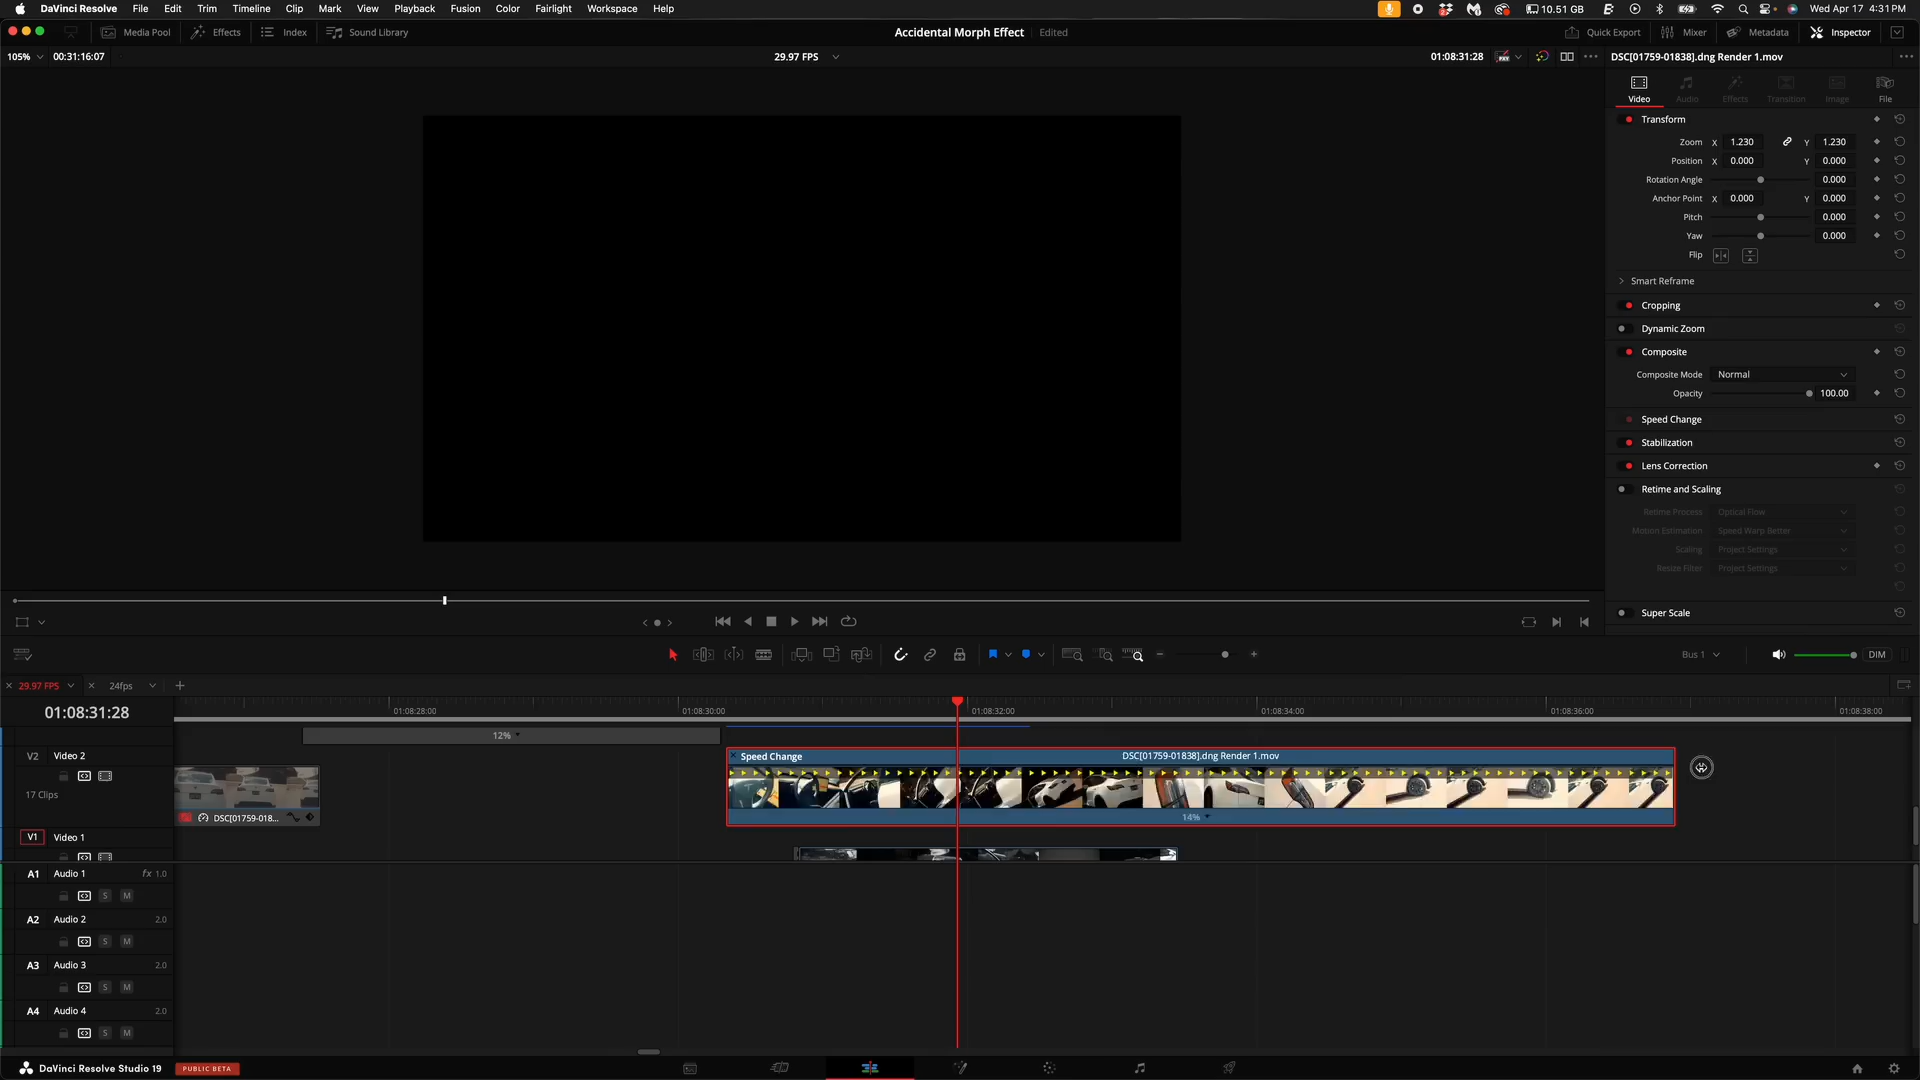 DaVinci Resolve File Edit Trim Timeline Clip Mark View Playback Fusion Color Fairlight Workspace Help 10.51 GB Wed Apr 17 4:31 PM
Media Pool Effects Index Sound Library Accidental Morph Effect Edited Quick Export Mixer Metadata Inspector
105% 00:31:16:07 29.97 FPS 01:08:31:28 DSC[01759-01838].dng Render 1.mov
Video Audio Effects Transition Image File
Transform
Zoom X 1.230 Y 1.230
Position X 0.000 Y 0.000
Rotation Angle 0.000
Anchor Point X 0.000 Y 0.000
Pitch 0.000
Yaw 0.000
Flip
Smart Reframe
Cropping
Dynamic Zoom
Composite
Composite Mode Normal
Opacity 100.00
Speed Change
Stabilization
Lens Correction
Retime and Scaling
Retime Process Optical Flow
Motion Estimation Speed Warp Better
Scaling Project Settings
Resize Filter Project Settings
Super Scale
Bus 1 DIM
29.97 FPS 24fps
01:08:31:28 01:08:28:00 01:08:30:00 01:08:32:00 01:08:34:00 01:08:36:00 01:08:38:00
12%
V2 Video 2 Speed Change DSC[01759-01838].dng Render 1.mov
17 Clips
DSC[01759-018... 14%
V1 Video 1
A1 Audio 1 fx 1.0
S M
A2 Audio 2 2.0
S M
A3 Audio 3 2.0
S M
A4 Audio 4 2.0
S M
DaVinci Resolve Studio 19 PUBLIC BETA